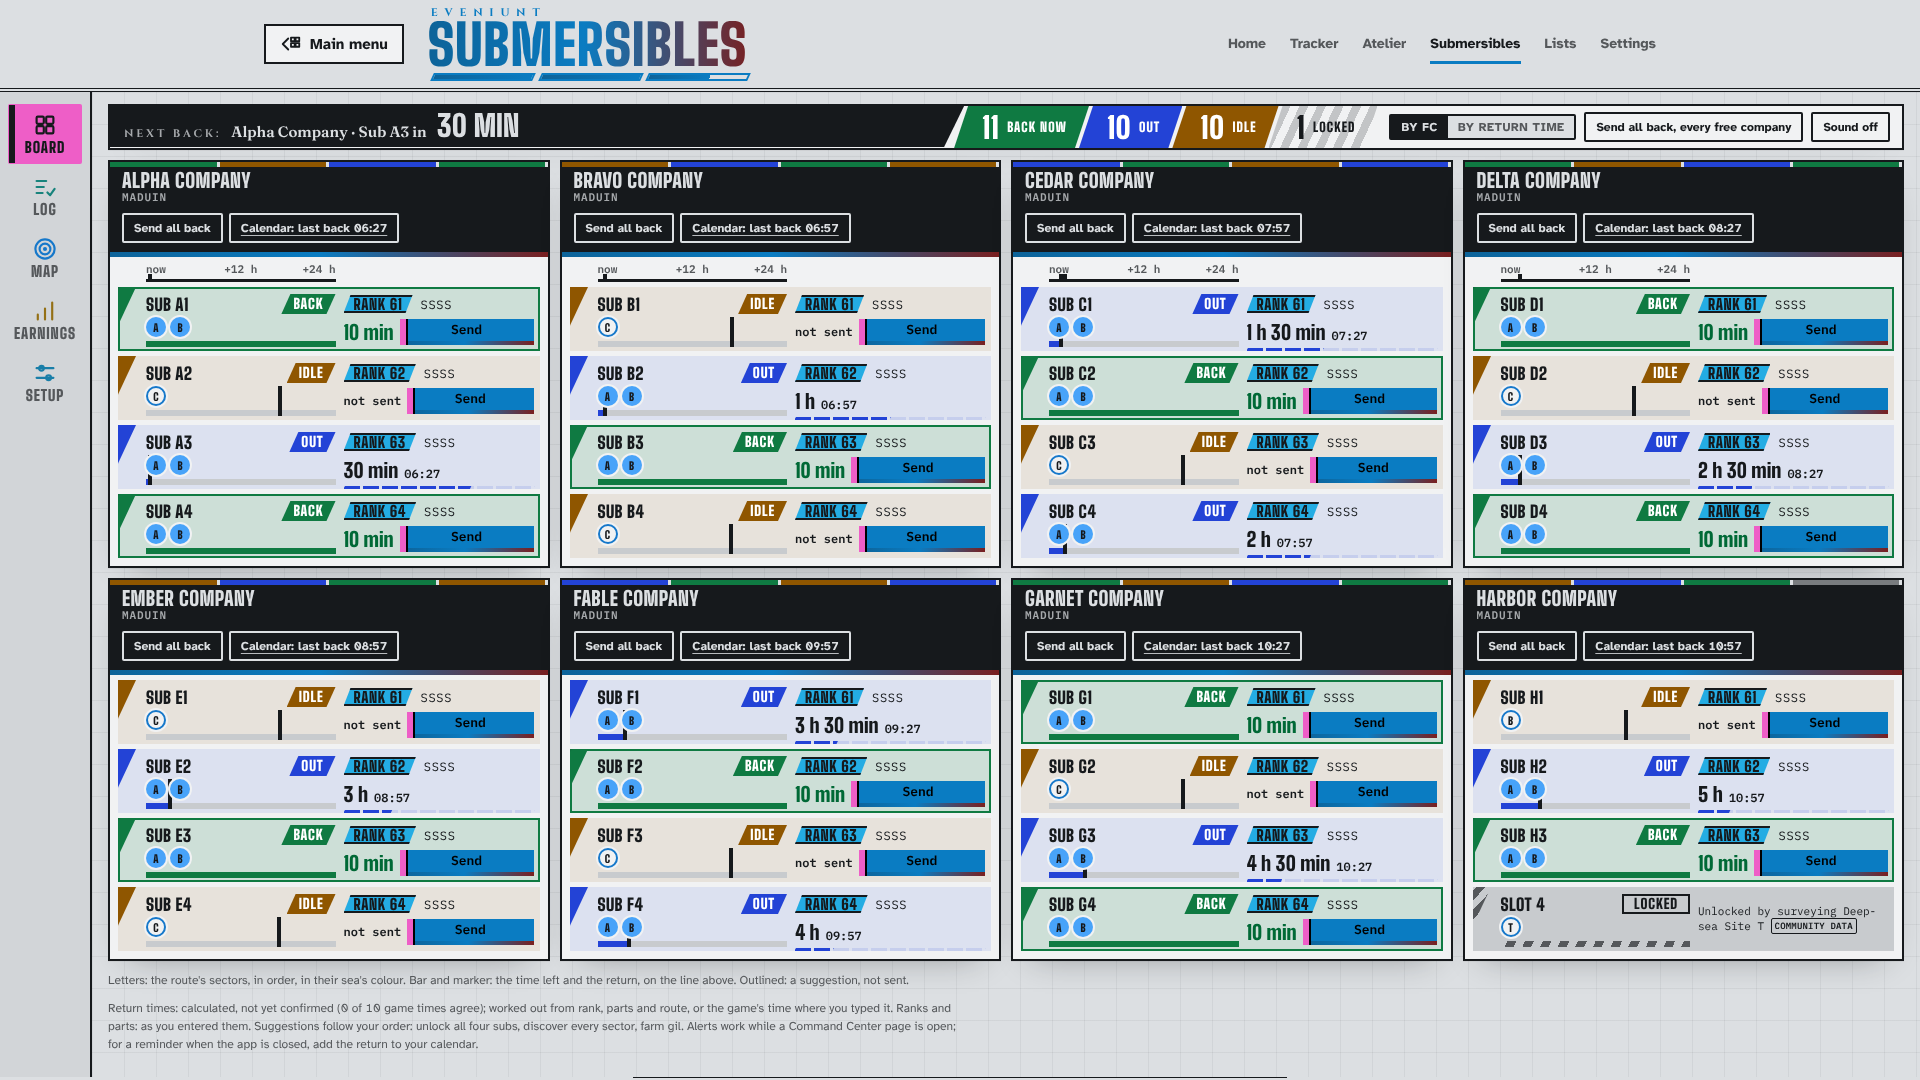 Main menu
EVENIUNT
SUBMERSIBLES
Home Tracker Atelier Submersibles Lists Settings
BOARD
LOG
MAP
EARNINGS
SETUP
NEXT BACK: Alpha Company · Sub A3 in 30 MIN
11 BACK NOW 10 OUT 10 IDLE 1 LOCKED
BY FC BY RETURN TIME Send all back, every free company Sound off
ALPHA COMPANY
MADUIN
Send all back Calendar: last back 06:27
now +12 h +24 h
SUB A1 BACK RANK 61 SSSS
A B 10 min Send
SUB A2 IDLE RANK 62 SSSS
C not sent Send
SUB A3 OUT RANK 63 SSSS
A B 30 min 06:27
SUB A4 BACK RANK 64 SSSS
A B 10 min Send
BRAVO COMPANY
MADUIN
Send all back Calendar: last back 06:57
now +12 h +24 h
SUB B1 IDLE RANK 61 SSSS
C not sent Send
SUB B2 OUT RANK 62 SSSS
A B 1 h 06:57
SUB B3 BACK RANK 63 SSSS
A B 10 min Send
SUB B4 IDLE RANK 64 SSSS
C not sent Send
CEDAR COMPANY
MADUIN
Send all back Calendar: last back 07:57
now +12 h +24 h
SUB C1 OUT RANK 61 SSSS
A B 1 h 30 min 07:27
SUB C2 BACK RANK 62 SSSS
A B 10 min Send
SUB C3 IDLE RANK 63 SSSS
C not sent Send
SUB C4 OUT RANK 64 SSSS
A B 2 h 07:57
DELTA COMPANY
MADUIN
Send all back Calendar: last back 08:27
now +12 h +24 h
SUB D1 BACK RANK 61 SSSS
A B 10 min Send
SUB D2 IDLE RANK 62 SSSS
C not sent Send
SUB D3 OUT RANK 63 SSSS
A B 2 h 30 min 08:27
SUB D4 BACK RANK 64 SSSS
A B 10 min Send
EMBER COMPANY
MADUIN
Send all back Calendar: last back 08:57
SUB E1 IDLE RANK 61 SSSS
C not sent Send
SUB E2 OUT RANK 62 SSSS
A B 3 h 08:57
SUB E3 BACK RANK 63 SSSS
A B 10 min Send
SUB E4 IDLE RANK 64 SSSS
C not sent Send
FABLE COMPANY
MADUIN
Send all back Calendar: last back 09:57
SUB F1 OUT RANK 61 SSSS
A B 3 h 30 min 09:27
SUB F2 BACK RANK 62 SSSS
A B 10 min Send
SUB F3 IDLE RANK 63 SSSS
C not sent Send
SUB F4 OUT RANK 64 SSSS
A B 4 h 09:57
GARNET COMPANY
MADUIN
Send all back Calendar: last back 10:27
SUB G1 BACK RANK 61 SSSS
A B 10 min Send
SUB G2 IDLE RANK 62 SSSS
C not sent Send
SUB G3 OUT RANK 63 SSSS
A B 4 h 30 min 10:27
SUB G4 BACK RANK 64 SSSS
A B 10 min Send
HARBOR COMPANY
MADUIN
Send all back Calendar: last back 10:57
SUB H1 IDLE RANK 61 SSSS
B not sent Send
SUB H2 OUT RANK 62 SSSS
A B 5 h 10:57
SUB H3 BACK RANK 63 SSSS
A B 10 min Send
SLOT 4 LOCKED Unlocked by surveying Deep-
T sea Site T COMMUNITY DATA
Letters: the route's sectors, in order, in their sea's colour. Bar and marker: the time left and the return, on the line above. Outlined: a suggestion, not sent.
Return times: calculated, not yet confirmed (0 of 10 game times agree); worked out from rank, parts and route, or the game's time where you typed it. Ranks and
parts: as you entered them. Suggestions follow your order: unlock all four subs, discover every sector, farm gil. Alerts work while a Command Center page is open;
for a reminder when the app is closed, add the return to your calendar.